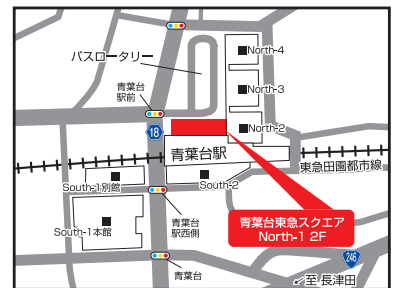 North-4
バスロータリー
North-3
青葉台
駅前
18
North-2
青葉台駅
東急田園都市線
South-1別館
South-2
青葉台東急スクエア
North-1 2F
South-1本館
青葉台
駅西側
246
青葉台
至 長津田